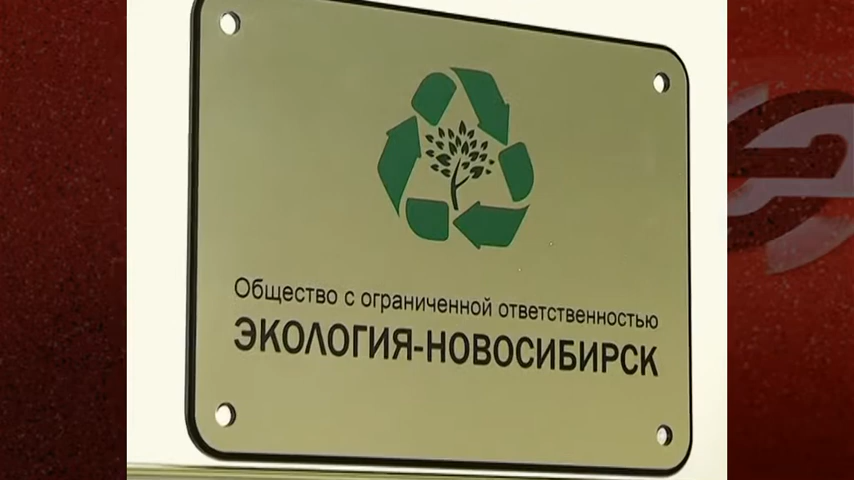 Общество с ограниченной ответственностью
ЭКОЛОГИЯ-НОВОСИБИРСК